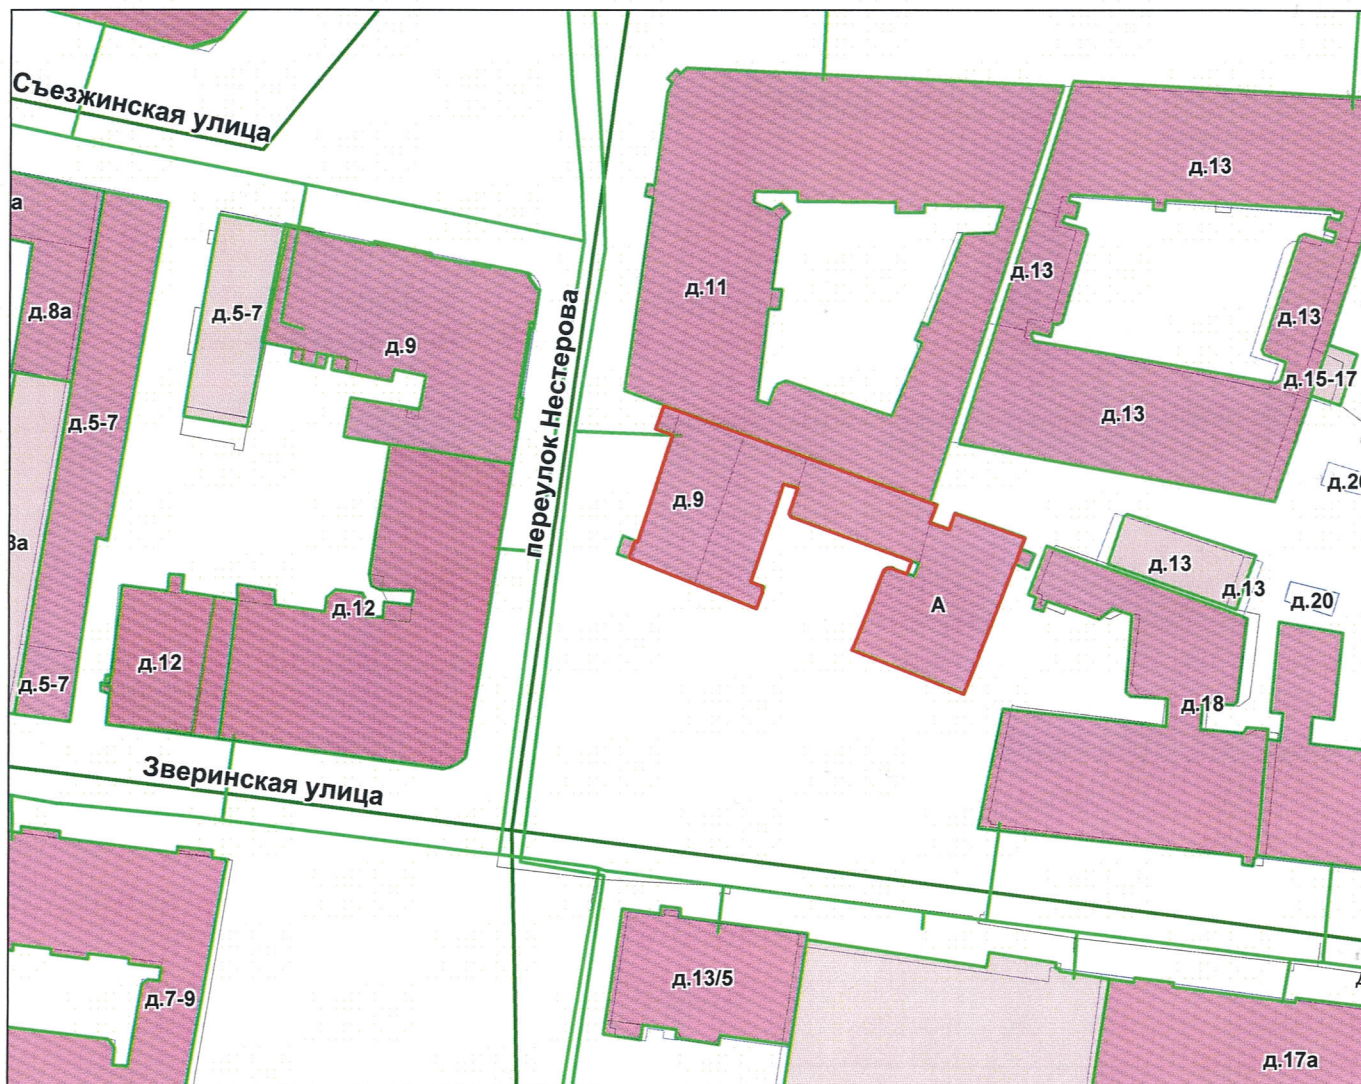 Съезжинская улица
д.13
а
д.13
д.11
д.8а
д.5-7
д.9
д.13
переулок Нестерова
д.15-17
д.13
д.5-7
д.20
д.9
8а
д.13
д.13
д.20
А
д.12
д.12
д.5-7
д.18
Зверинская улица
д.13/5
д.7-9
д.17а